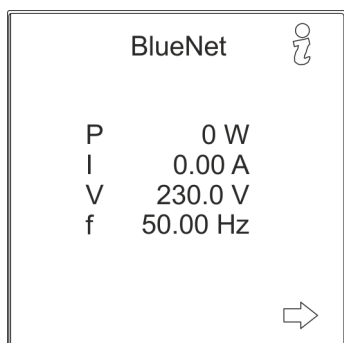 BlueNet i
P 0 W
I 0.00 A
V 230.0 V
f 50.00 Hz